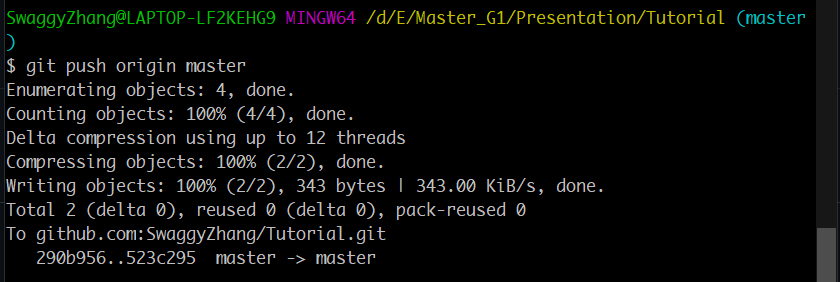 SwaggyZhang@LAPTOP-LF2KEHG9 MINGW64 /d/E/Master_G1/Presentation/Tutorial (master
)
$ git push origin master
Enumerating objects: 4, done.
Counting objects: 100% (4/4), done.
Delta compression using up to 12 threads
Compressing objects: 100% (2/2), done.
Writing objects: 100% (2/2), 343 bytes | 343.00 KiB/s, done.
Total 2 (delta 0), reused 0 (delta 0), pack-reused 0
To github.com:SwaggyZhang/Tutorial.git
   290b956..523c295  master -> master